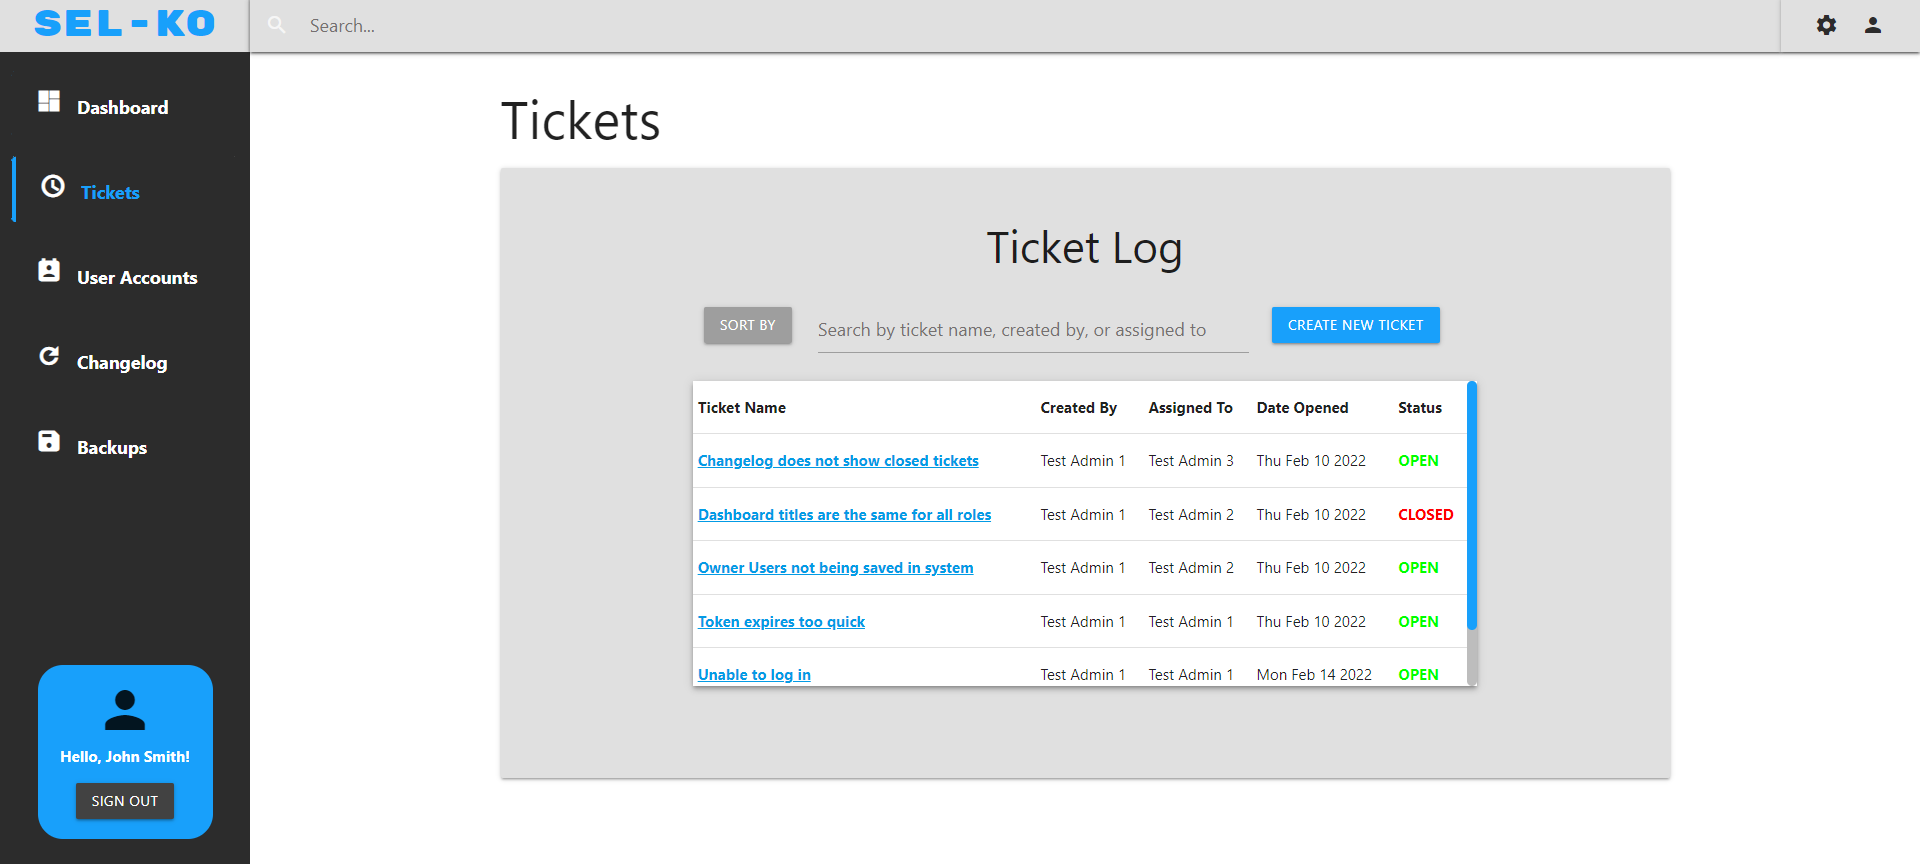 SEL-KO
Search...
Dashboard
Tickets
User Accounts
Changelog
Backups
Hello, John Smith!
SIGN OUT
Tickets
Ticket Log
SORT BY
Search by ticket name, created by, or assigned to
CREATE NEW TICKET
Ticket Name Created By Assigned To Date Opened Status
Changelog does not show closed tickets Test Admin 1 Test Admin 3 Thu Feb 10 2022 OPEN
Dashboard titles are the same for all roles Test Admin 1 Test Admin 2 Thu Feb 10 2022 CLOSED
Owner Users not being saved in system Test Admin 1 Test Admin 2 Thu Feb 10 2022 OPEN
Token expires too quick Test Admin 1 Test Admin 1 Thu Feb 10 2022 OPEN
Unable to log in Test Admin 1 Test Admin 1 Mon Feb 14 2022 OPEN